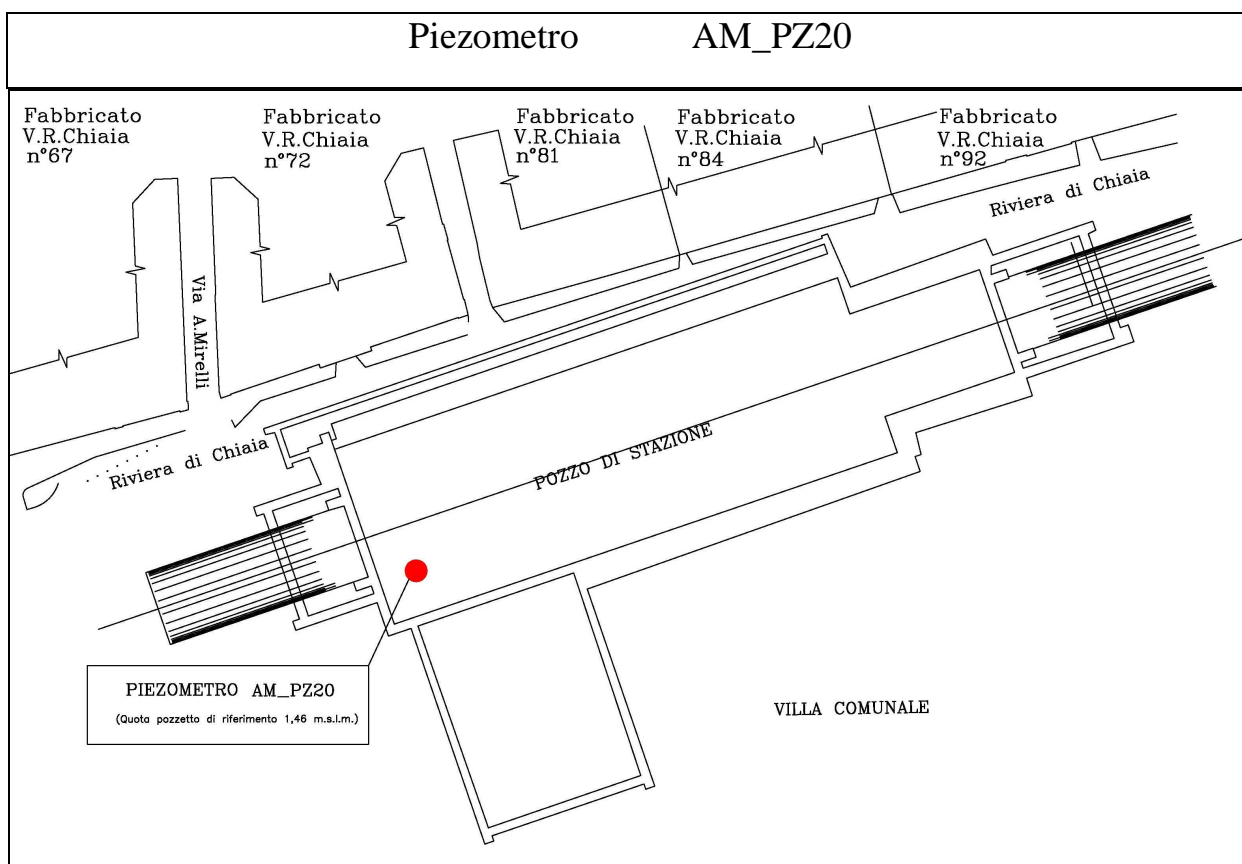 Piezometro AM_PZ20
Fabbricato
V.R.Chiaia
n°67
Fabbricato
V.R.Chiaia
n°72
Fabbricato
V.R.Chiaia
n°81
Fabbricato
V.R.Chiaia
n°84
Fabbricato
V.R.Chiaia
n°92
Riviera di Chiaia
Via A.Mirelli
Riviera di Chiaia
POZZO DI STAZIONE
PIEZOMETRO AM_PZ20
(Quota pozzetto di riferimento 1,46 m.s.l.m.)
VILLA COMUNALE